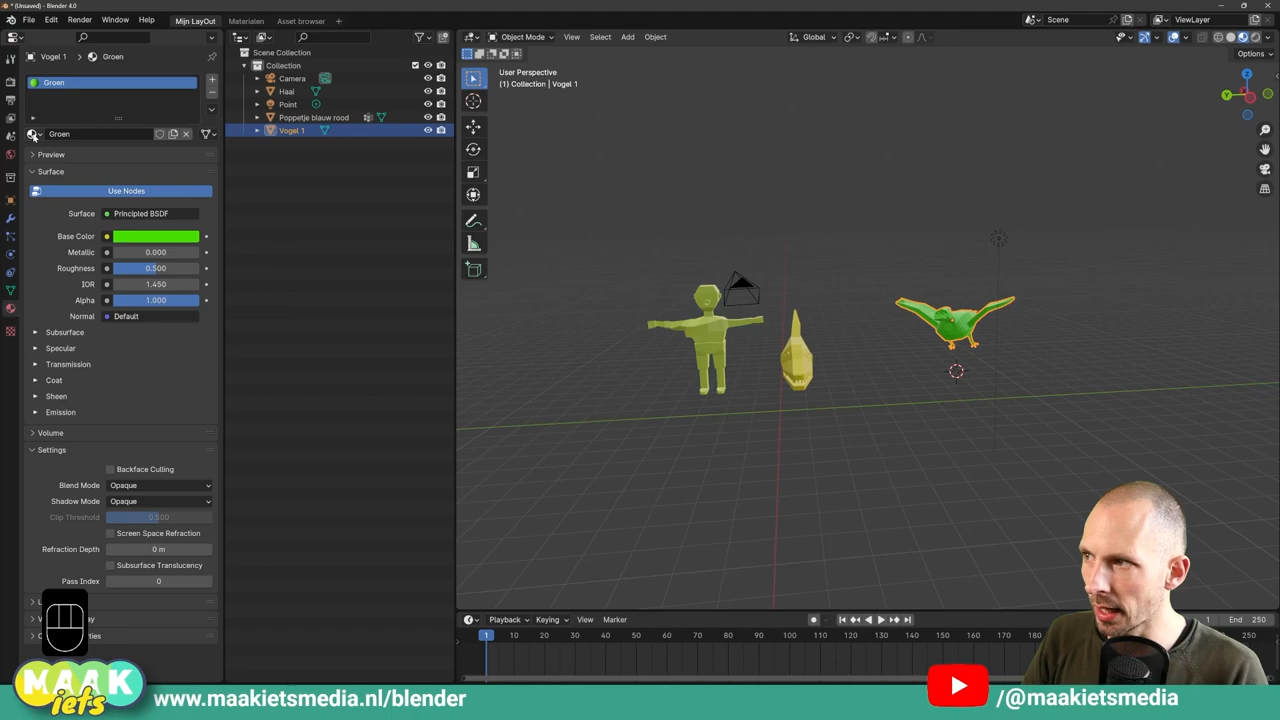 * (Unsaved) - Blender 4.0
File Edit Render Window Help Mijn LayOut Materialen Asset browser Scene ViewLayer
Object Mode View Select Add Object Global Options
Vogel 1 Groen
Groen
Groen
Preview
Surface
Use Nodes
Surface Principled BSDF
Base Color
Metallic 0.000
Roughness 0.500
IOR 1.450
Alpha 1.000
Normal Default
Subsurface
Specular
Transmission
Coat
Sheen
Emission
Volume
Settings
Backface Culling
Blend Mode Opaque
Shadow Mode Opaque
Clip Threshold 0.500
Screen Space Refraction
Refraction Depth 0 m
Subsurface Translucency
Pass Index 0
Scene Collection
Collection
Camera
Haai
Point
Poppetje blauw rood
Vogel 1
User Perspective
(1) Collection | Vogel 1
Y
Z
Playback Keying View Marker 1 End 250
1 10 20 30 40 50 60 70 80 90 100 110 120 130 140 150 160 170 180 250
MAAK
iets
www.maakietsmedia.nl/blender
/@maakietsmedia